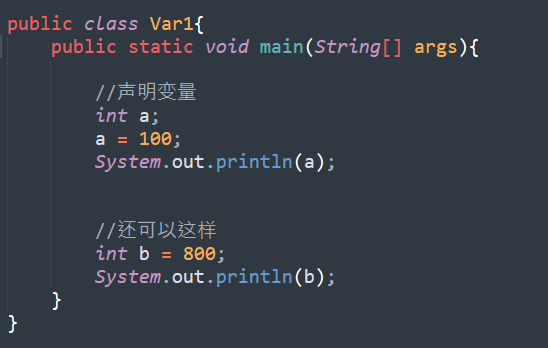 public class Var1{
    public static void main(String[] args){

        //声明变量
        int a;
        a = 100;
        System.out.println(a);


        //还可以这样
        int b = 800;
        System.out.println(b);
    }
}